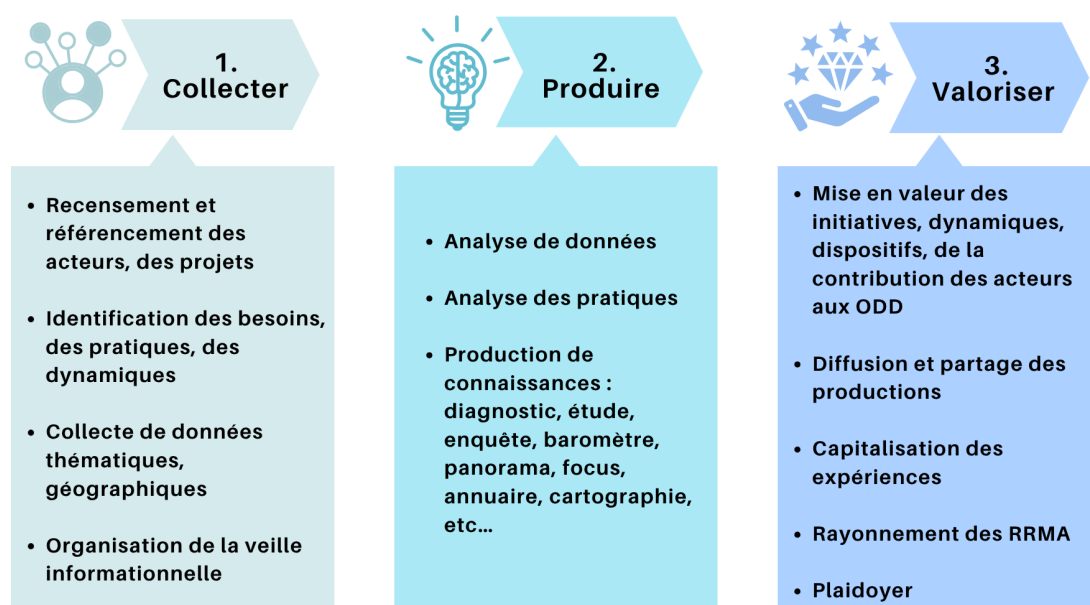 1.
Collecter
• Recensement et
référencement des
acteurs, des projets
• Identification des besoins,
des pratiques, des
dynamiques
• Collecte de données
thématiques,
géographiques
• Organisation de la veille
informationnelle
2.
Produire
• Analyse de données
• Analyse des pratiques
• Production de
connaissances :
diagnostic, étude,
enquête, baromètre,
panorama, focus,
annuaire, cartographie,
etc...
3.
Valoriser
• Mise en valeur des
initiatives, dynamiques,
dispositifs, de la
contribution des acteurs
aux ODD
• Diffusion et partage des
productions
• Capitalisation des
expériences
• Rayonnement des RRMA
• Plaidoyer